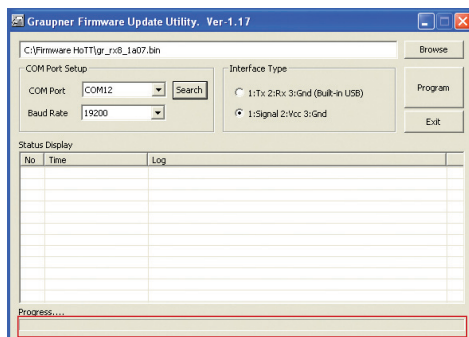 Graupner Firmware Update Utility. Ver-1.17
C:\Firmware HoTT\gr_rx8_1a07.bin Browse
COM Port Setup Interface Type
COM Port COM12 Search 1:Tx 2:Rx 3:Gnd (Built-in USB) Program
Baud Rate 19200 1:Signal 2:Vcc 3:Gnd Exit
Status Display
No Time Log
Progress....